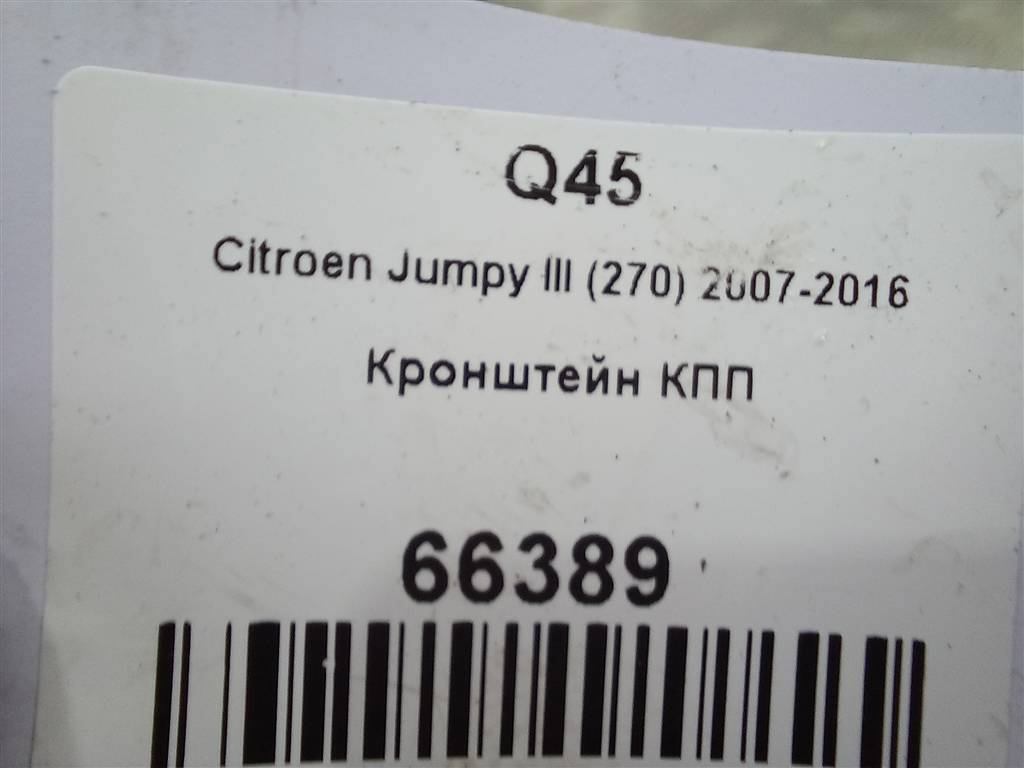 Q45
Citroen Jumpy III (270) 2007-2016
Кронштейн КПП
66389